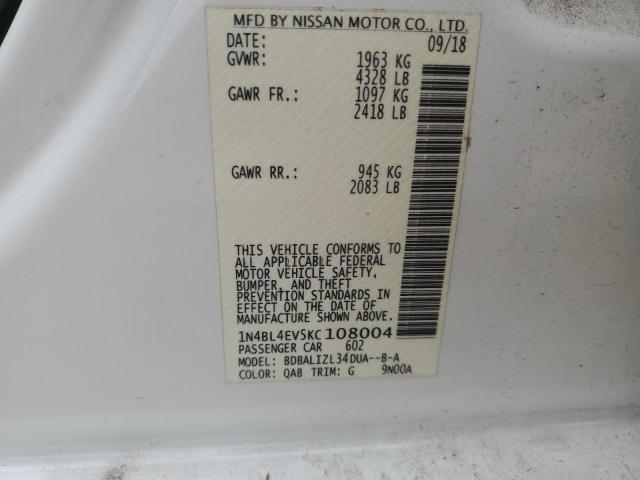 MFD BY NISSAN MOTOR CO., LTD.
DATE: 09/18
GVWR: 1963 KG
4328 LB
GAWR FR.: 1097 KG
2418 LB
GAWR RR.: 945 KG
2083 LB
THIS VEHICLE CONFORMS TO
ALL APPLICABLE FEDERAL
MOTOR VEHICLE SAFETY,
BUMPER, AND THEFT
PREVENTION STANDARDS IN
EFFECT ON THE DATE OF
MANUFACTURE SHOWN ABOVE.
1N4BL4EV5KC108004
PASSENGER CAR 602
MODEL: BDBALIZL34DUA--B-A
COLOR: QAB TRIM: G 9N00A